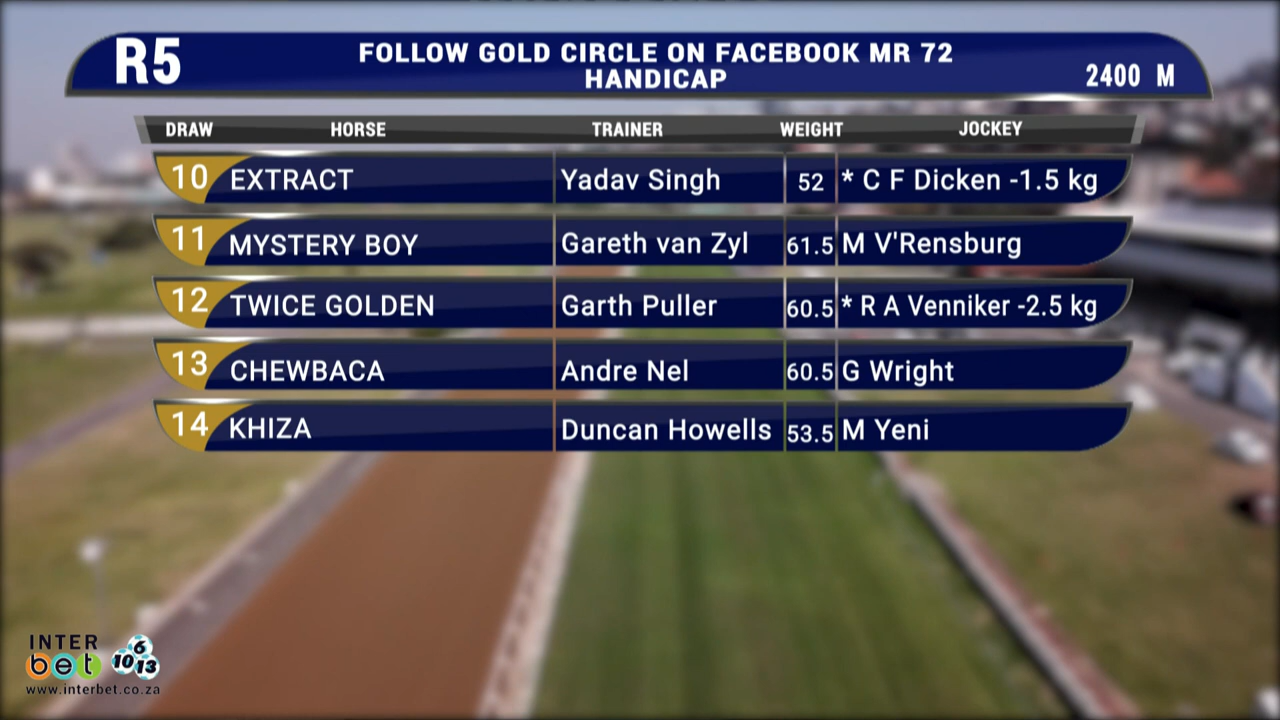 R5
FOLLOW GOLD CIRCLE ON FACEBOOK MR 72
HANDICAP
2400 M
DRAW HORSE TRAINER WEIGHT JOCKEY
10 EXTRACT Yadav Singh 52 * C F Dicken -1.5 kg
11 MYSTERY BOY Gareth van Zyl 61.5 M V'Rensburg
12 TWICE GOLDEN Garth Puller 60.5 * R A Venniker -2.5 kg
13 CHEWBACA Andre Nel 60.5 G Wright
14 KHIZA Duncan Howells 53.5 M Yeni
INTER
bet
6
10 13
www.interbet.co.za